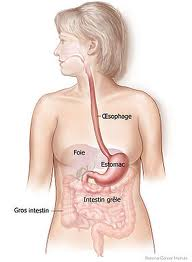 Œsophage
Foie
Estomac
Intestin grêle
Gros intestin